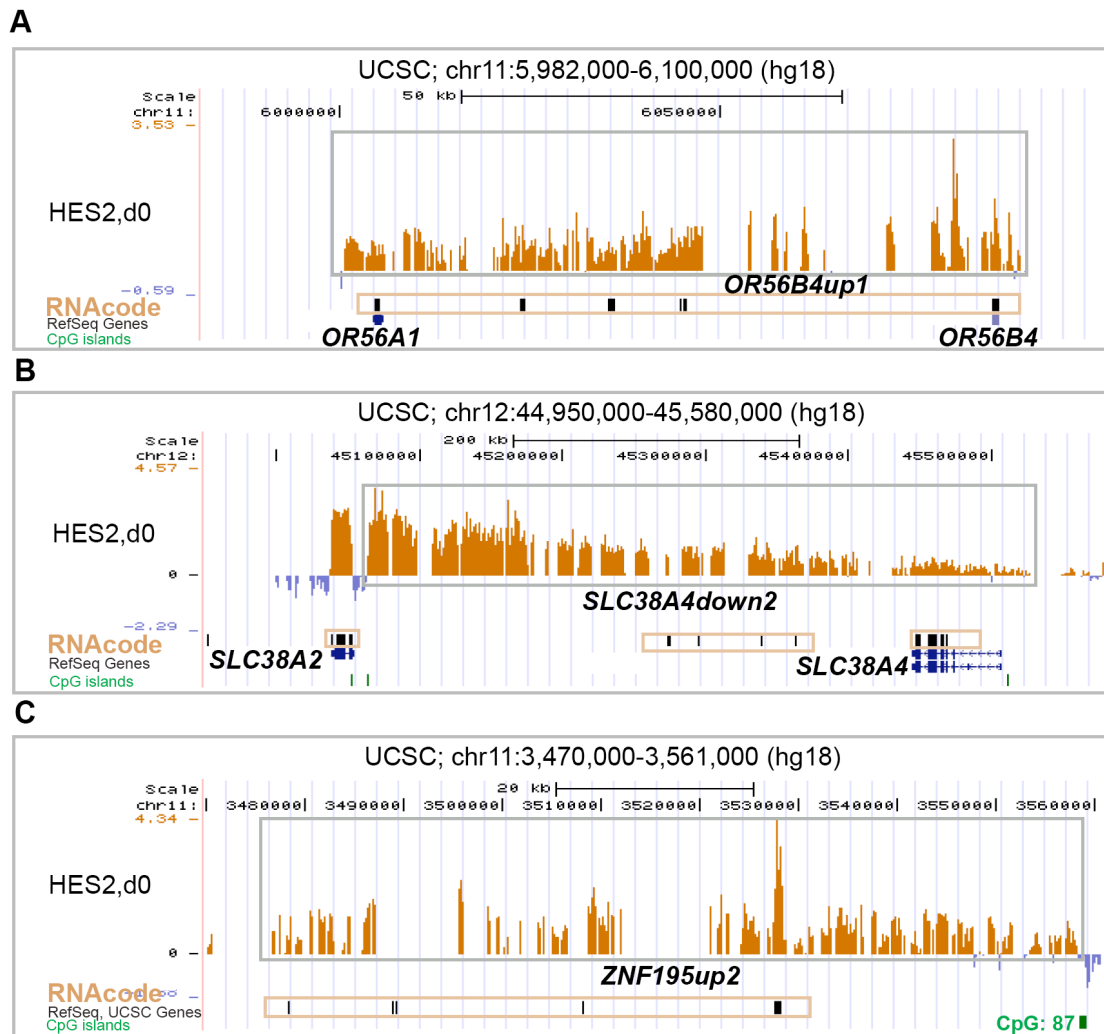 A
UCSC; chr11:5,982,000-6,100,000 (hg18)
Scale 50 kb
chr11: 6000000 6050000
3.53
HES2,d0
-0.59
OR56B4up1
RNAcode
RefSeq Genes
CpG islands
OR56A1 OR56B4
B
UCSC; chr12:44,950,000-45,580,000 (hg18)
Scale 200 kb
chr12: 45100000 45200000 45300000 45400000 45500000
4.57
HES2,d0
0
SLC38A4down2
-2.29
RNAcode
RefSeq Genes
SLC38A2 SLC38A4
CpG islands
C
UCSC; chr11:3,470,000-3,561,000 (hg18)
Scale 20 kb
chr11: 3480000 3490000 3500000 3510000 3520000 3530000 3540000 3550000 3560000
4.34
HES2,d0
0
ZNF195up2
RNAcode
RefSeq, UCSC Genes
CpG islands
CpG: 87